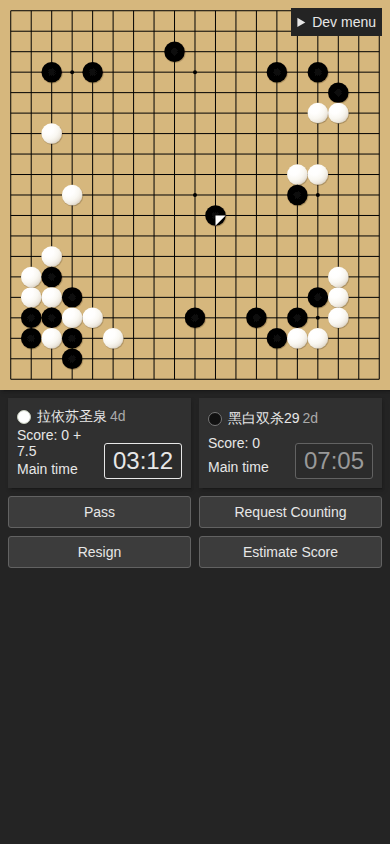 ▶ Dev menu
拉依苏圣泉 4d
Score: 0 +
7.5
Main time
03:12
黑白双杀29 2d
Score: 0
Main time
07:05
Pass
Request Counting
Resign
Estimate Score